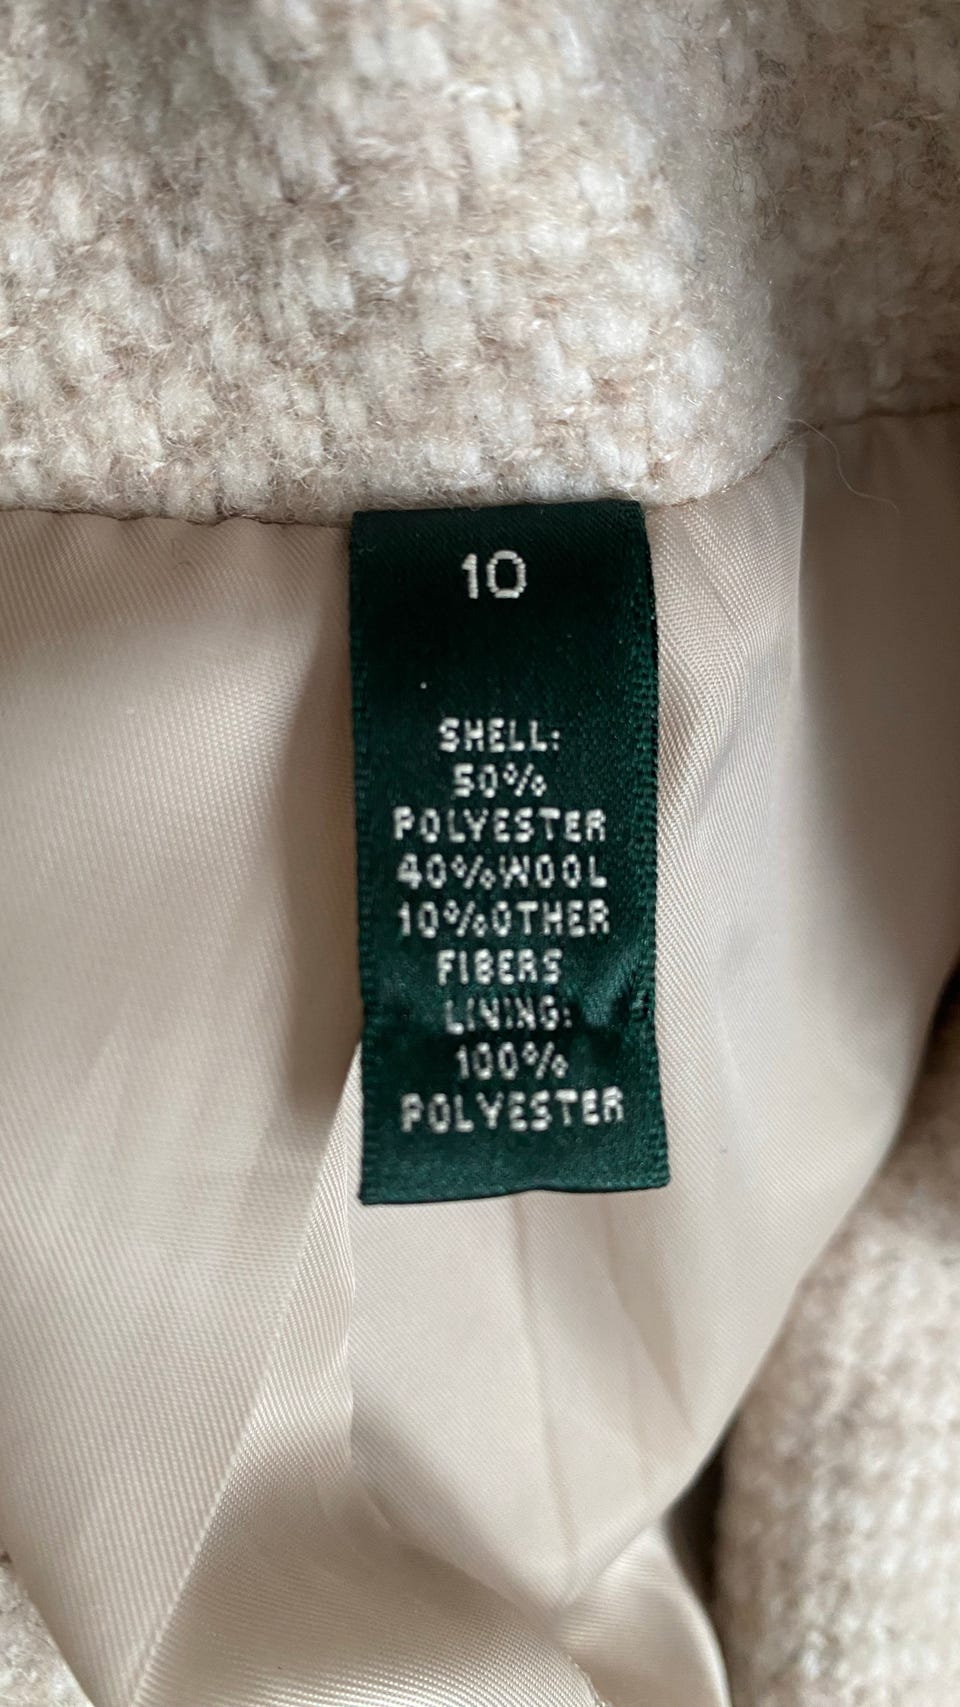 10
SHELL:
50%
POLYESTER
40%WOOL
10%OTHER
FIBERS
LINING:
100%
POLYESTER